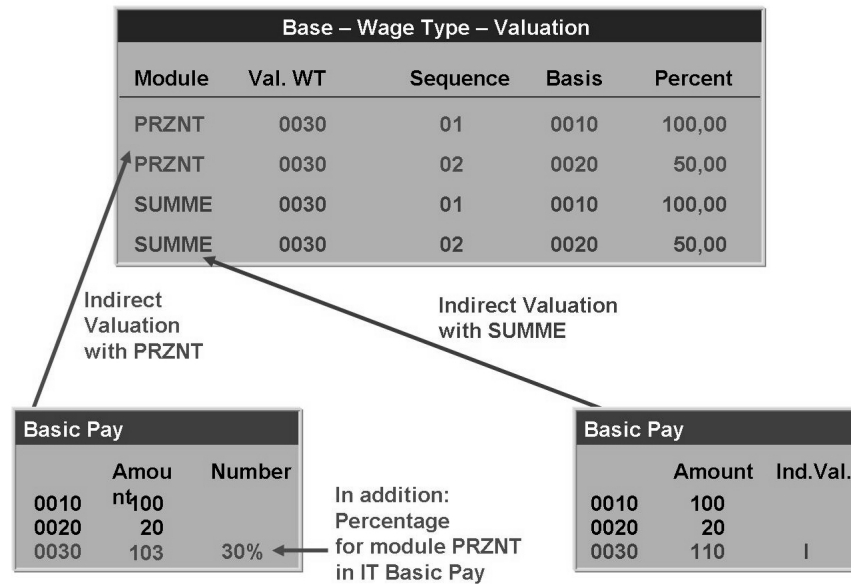 Base – Wage Type – Valuation
Module Val. WT Sequence Basis Percent
PRZNT 0030 01 0010 100,00
PRZNT 0030 02 0020 50,00
SUMME 0030 01 0010 100,00
SUMME 0030 02 0020 50,00
Indirect
Valuation
with PRZNT
Indirect Valuation
with SUMME
Basic Pay
Amou
nt
Number
0010 100
0020 20
0030 103 30%
In addition:
Percentage
for module PRZNT
in IT Basic Pay
Basic Pay
Amount Ind.Val.
0010 100
0020 20
0030 110 I